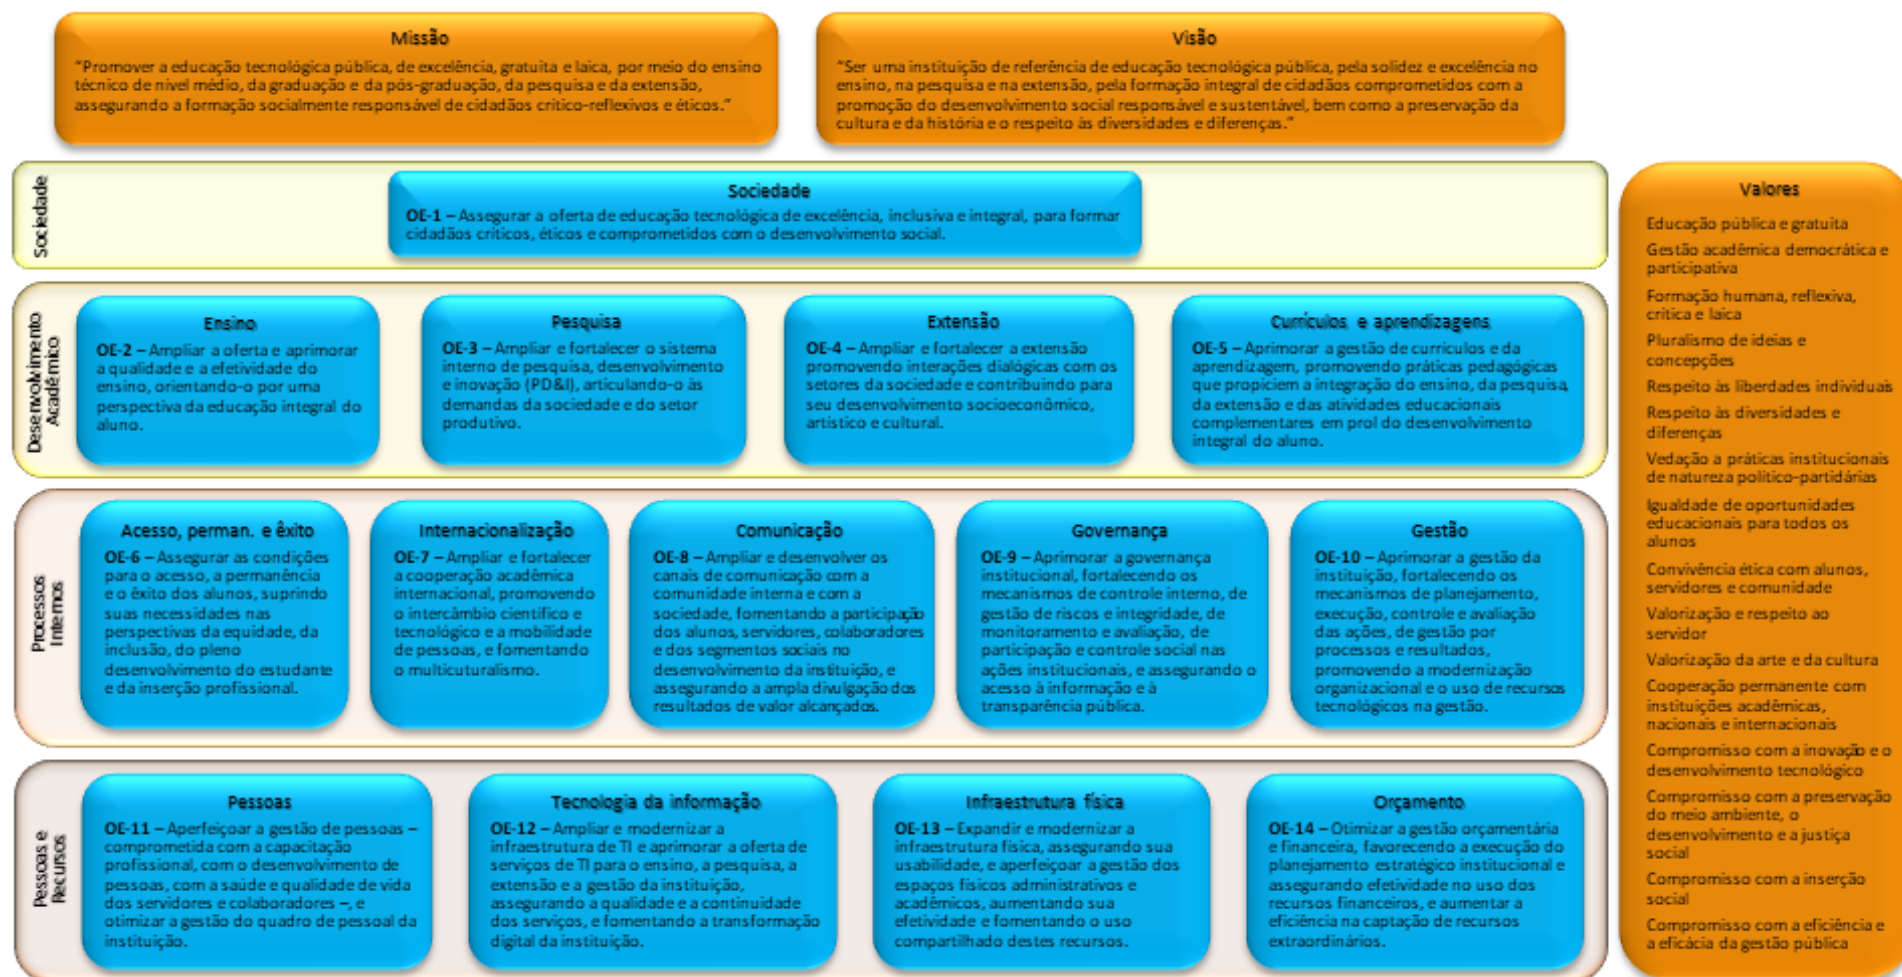 Missão
"Promover a educação tecnológica pública, de excelência, gratuita e laica, por meio do ensino
técnico de nível médio, da graduação e da pós-graduação, da pesquisa e da extensão,
assegurando a formação socialmente responsável de cidadãos crítico-reflexivos e éticos."
Visão
"Ser uma instituição de referência de educação tecnológica pública, pela solidez e excelência no
ensino, na pesquisa e na extensão, pela formação integral de cidadãos comprometidos com a
promoção do desenvolvimento social responsável e sustentável, bem como a preservação da
cultura e da história e o respeito às diversidades e diferenças."
Sociedade
Sociedade
OE-1 – Assegurar a oferta de educação tecnológica de excelência, inclusiva e integral, para formar
cidadãos críticos, éticos e comprometidos com o desenvolvimento social.
Desenvolvimento
Acadêmico
Ensino
OE-2 – Ampliar a oferta e aprimorar
a qualidade e a efetividade do
ensino, orientando-o por uma
perspectiva da educação integral do
aluno.
Pesquisa
OE-3 – Ampliar e fortalecer o sistema
interno de pesquisa, desenvolvimento
e inovação (PD&I), articulando-o às
demandas da sociedade e do setor
produtivo.
Extensão
OE-4 – Ampliar e fortalecer a extensão
promovendo interações dialógicas com os
setores da sociedade e contribuindo para
seu desenvolvimento socioeconômico,
artístico e cultural.
Currículos e aprendizagens
OE-5 – Aprimorar a gestão de currículos e da
aprendizagem, promovendo práticas pedagógicas
que propiciem a integração do ensino, da pesquisa,
da extensão e das atividades educacionais
complementares em prol do desenvolvimento
integral do aluno.
Processos
Internos
Acesso, perman. e êxito
OE-6 – Assegurar as condições
para o acesso, a permanência
e o êxito dos alunos, suprindo
suas necessidades nas
perspectivas da equidade, da
inclusão, do pleno
desenvolvimento do estudante
e da inserção profissional.
Internacionalização
OE-7 – Ampliar e fortalecer
a cooperação acadêmica
internacional, promovendo
o intercâmbio científico e
tecnológico e a mobilidade
de pessoas, e fomentando
o multicuturalismo.
Comunicação
OE-8 – Ampliar e desenvolver os
canais de comunicação com a
comunidade interna e com a
sociedade, fomentando a participação
dos alunos, servidores, colaboradores
e dos segmentos sociais no
desenvolvimento da instituição, e
assegurando a ampla divulgação dos
resultados de valor alcançados.
Governança
OE-9 – Aprimorar a governança
institucional, fortalecendo os
mecanismos de controle interno, de
gestão de riscos e integridade, de
monitoramento e avaliação, de
participação e controle social nas
ações institucionais, e assegurando o
acesso à informação e à
transparência pública.
Gestão
OE-10 – Aprimorar a gestão da
instituição, fortalecendo os
mecanismos de planejamento,
execução, controle e avaliação
das ações, de gestão por
processos e resultados,
promovendo a modernização
organizacional e o uso de recursos
tecnológicos na gestão.
Pessoas e
Recursos
Pessoas
OE-11 – Aperfeiçoar a gestão de pessoas –
comprometida com a capacitação
profissional, com o desenvolvimento de
pessoas, com a saúde e qualidade de vida
dos servidores e colaboradores –, e
otimizar a gestão do quadro de pessoal da
instituição.
Tecnologia da informação
OE-12 – Ampliar e modernizar a
infraestrutura de TI e aprimorar a oferta de
serviços de TI para o ensino, a pesquisa, a
extensão e a gestão da instituição,
assegurando a qualidade e a continuidade
dos serviços, e fomentando a transformação
digital da instituição.
Infraestrutura física
OE-13 – Expandir e modernizar a
infraestrutura física, assegurando sua
usabilidade, e aperfeiçoar a gestão dos
espaços físicos administrativos e
acadêmicos, aumentando sua
efetividade e fomentando o uso
compartilhado destes recursos.
Orçamento
OE-14 – Otimizar a gestão orçamentária
e financeira, favorecendo a execução do
planejamento estratégico institucional e
assegurando efetividade no uso dos
recursos financeiros, e aumentar a
eficiência na captação de recursos
extraordinários.
Valores
Educação pública e gratuita
Gestão acadêmica democrática e
participativa
Formação humana, reflexiva,
crítica e laica
Pluralismo de ideias e
concepções
Respeito às liberdades individuais
Respeito às diversidades e
diferenças
Vedação a práticas institucionais
de natureza político-partidárias
Igualdade de oportunidades
educacionais para todos os
alunos
Convivência ética com alunos,
servidores e comunidade
Valorização e respeito ao
servidor
Valorização da arte e da cultura
Cooperação permanente com
instituições acadêmicas,
nacionais e internacionais
Compromisso com a inovação e o
desenvolvimento tecnológico
Compromisso com a preservação
do meio ambiente, o
desenvolvimento e a justiça
social
Compromisso com a inserção
social
Compromisso com a eficiência e
a eficácia da gestão pública